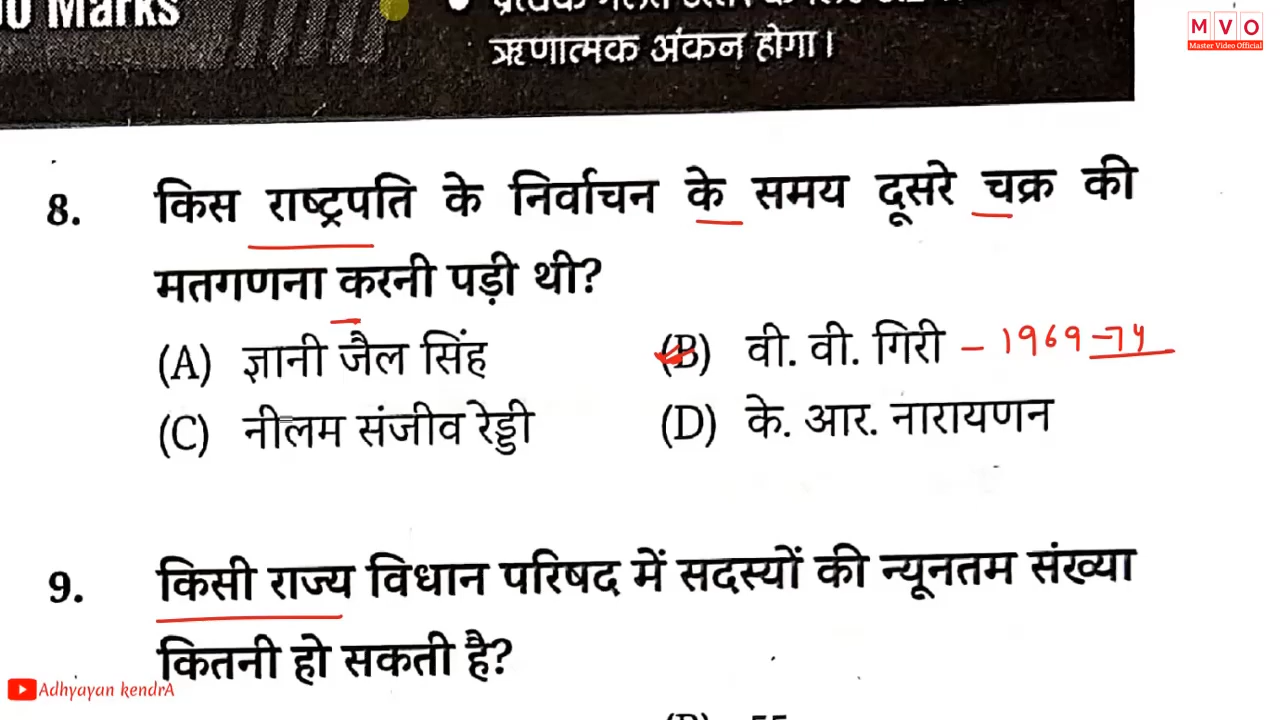 00 Marks
ऋणात्मक अंकन होगा।
M V O
Master Video Official
8. किस राष्ट्रपति के निर्वाचन के समय दूसरे चक्र की
मतगणना करनी पड़ी थी?
(A) ज्ञानी जैल सिंह
(B) वी. वी. गिरी - 1969-74
(C) नीलम संजीव रेड्डी
(D) के. आर. नारायणन
9. किसी राज्य विधान परिषद में सदस्यों की न्यूनतम संख्या
कितनी हो सकती है?
Adhyayan kendrA